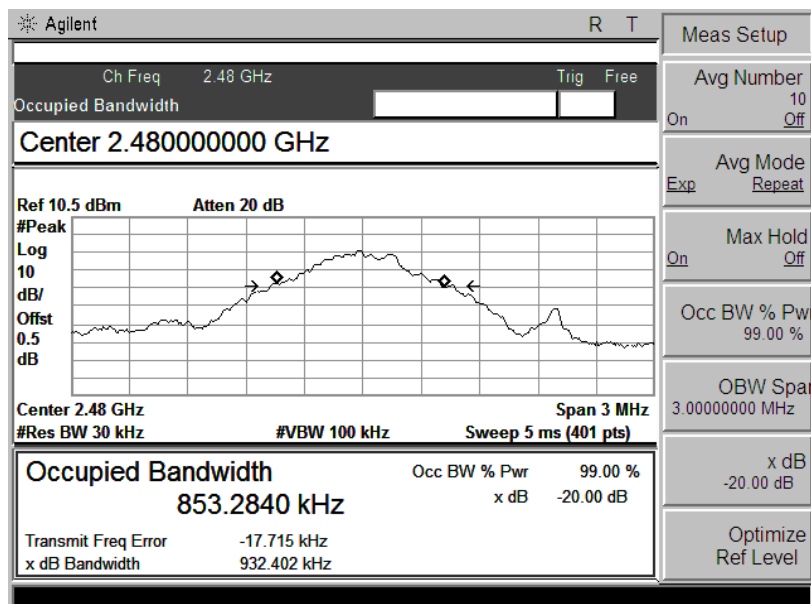 Agilent R T
Meas Setup
Ch Freq 2.48 GHz Trig Free
Occupied Bandwidth
Center 2.480000000 GHz
Ref 10.5 dBm Atten 20 dB
#Peak
Log
10
dB/
Offst
0.5
dB
Center 2.48 GHz Span 3 MHz
#Res BW 30 kHz #VBW 100 kHz Sweep 5 ms (401 pts)
Occupied Bandwidth
853.2840 kHz
Occ BW % Pwr 99.00 %
x dB -20.00 dB
Transmit Freq Error -17.715 kHz
x dB Bandwidth 932.402 kHz
Avg Number
10
On Off
Avg Mode
Exp Repeat
Max Hold
On Off
Occ BW % Pwr
99.00 %
OBW Span
3.00000000 MHz
x dB
-20.00 dB
Optimize
Ref Level